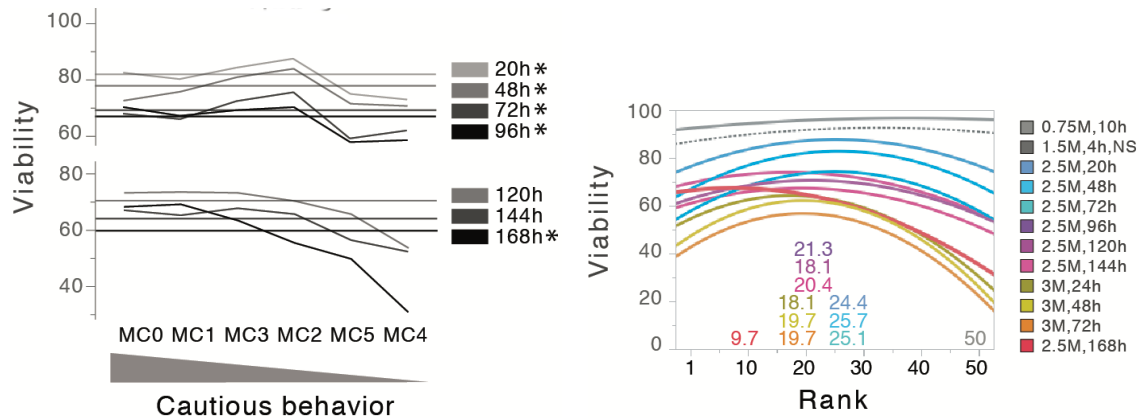 100
80
60
Viability
20h*
48h*
72h*
96h*
80
60
40
120h
144h
168h*
MC0 MC1 MC3 MC2 MC5 MC4
Cautious behavior
100
80
60
40
20
0
Viability
21.3
18.1
20.4
18.1 24.4
19.7 25.7
9.7 19.7 25.1 50
1 10 20 30 40 50
Rank
0.75M,10h
1.5M,4h,NS
2.5M,20h
2.5M,48h
2.5M,72h
2.5M,96h
2.5M,120h
2.5M,144h
3M,24h
3M,48h
3M,72h
2.5M,168h